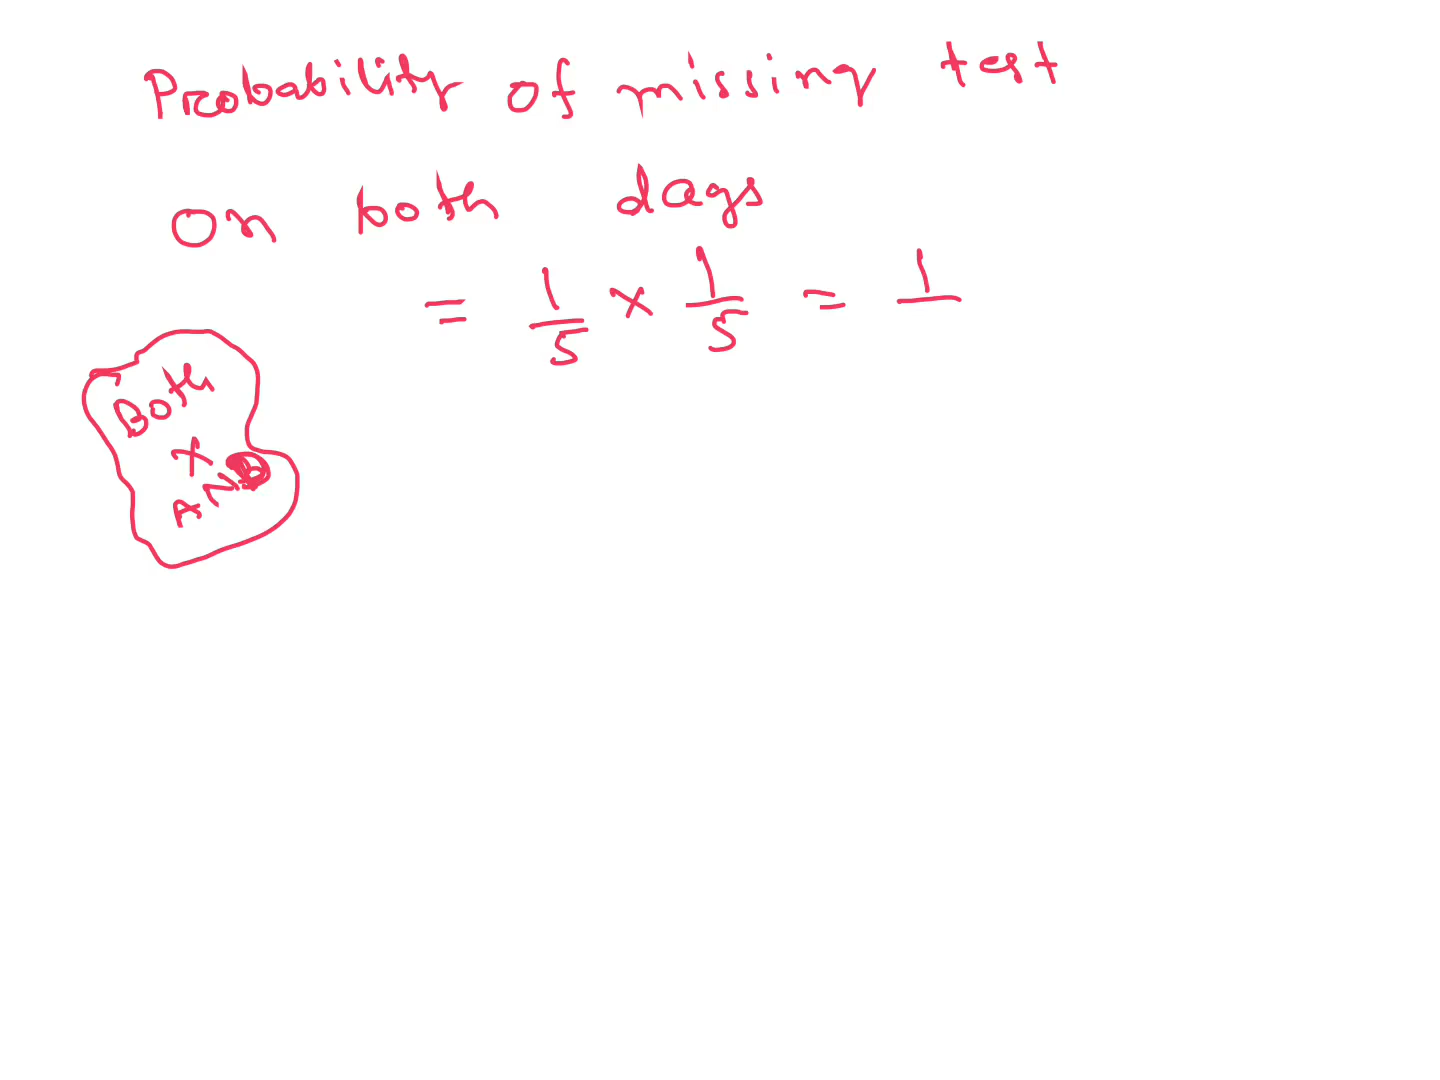 Probability of missing test
on both days
= 1/5 × 1/5 = 1/
Both
×
AND